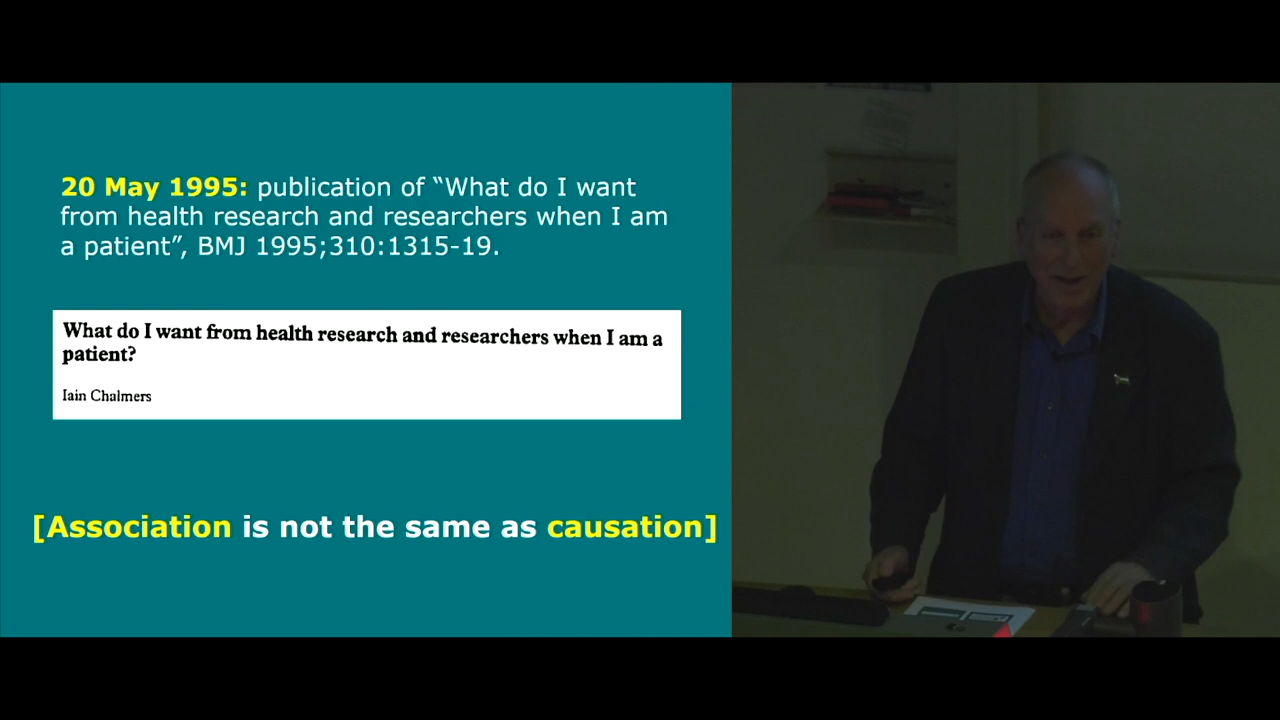 20 May 1995: publication of “What do I want
from health research and researchers when I am
a patient”, BMJ 1995;310:1315-19.
What do I want from health research and researchers when I am a
patient?
Iain Chalmers
[Association is not the same as causation]